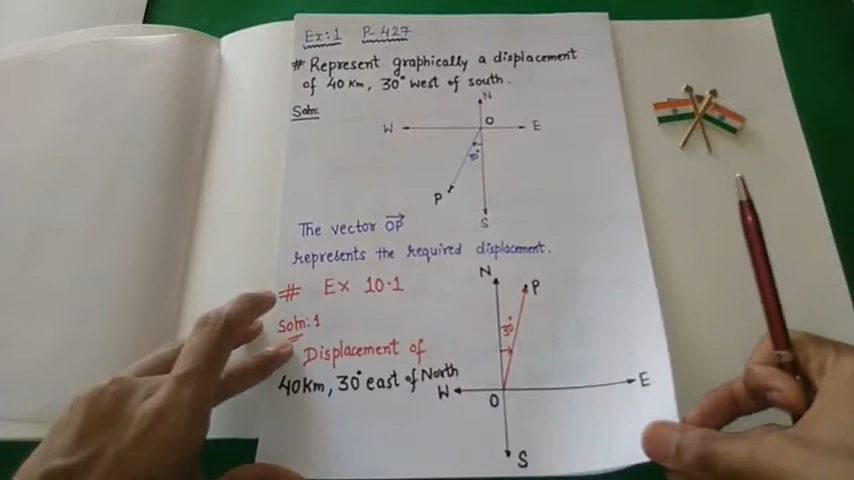 Ex:1 P-427
# Represent graphically a displacement
of 40 Km, 30° west of south.
Soln:
N
W O E
30°
P
S
The vector OP
represents the required displacement.
# Ex 10.1
N
P
Soln:1
30°
Displacement of
40Km, 30° east of North
W O E
S